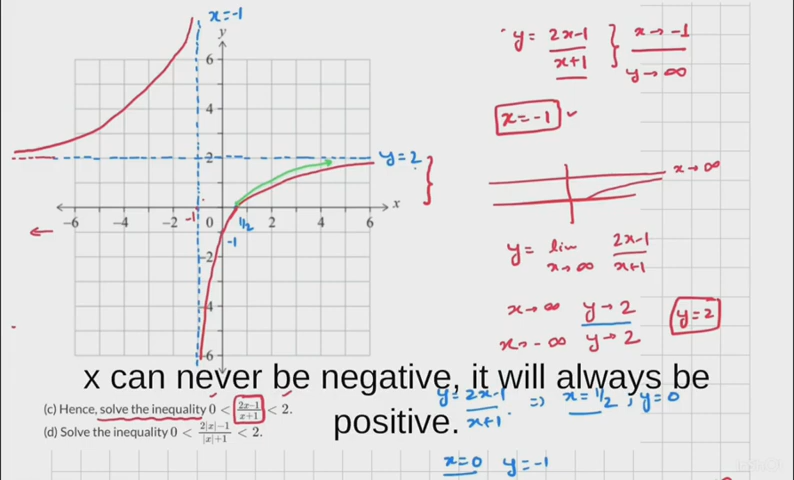 x=-1
y
6
4
2
y=2
-6
-4
-2
-1
0
1/2
2
4
6
x
-1
-2
-4
-6
y = 2x-1/x+1 } x→-1
y→∞
x=-1
x→∞
y = lim x→∞ 2x-1/x+1
x→∞ y→2
x→-∞ y→2
y=2
x can never be negative, it will always be
positive.
(c) Hence, solve the inequality 0 < 2x-1/x+1 < 2.
(d) Solve the inequality 0 < 2|x|-1/|x|+1 < 2.
y = 2x-1/x+1 ⇒ x=1/2, y=0
x=0 y=-1